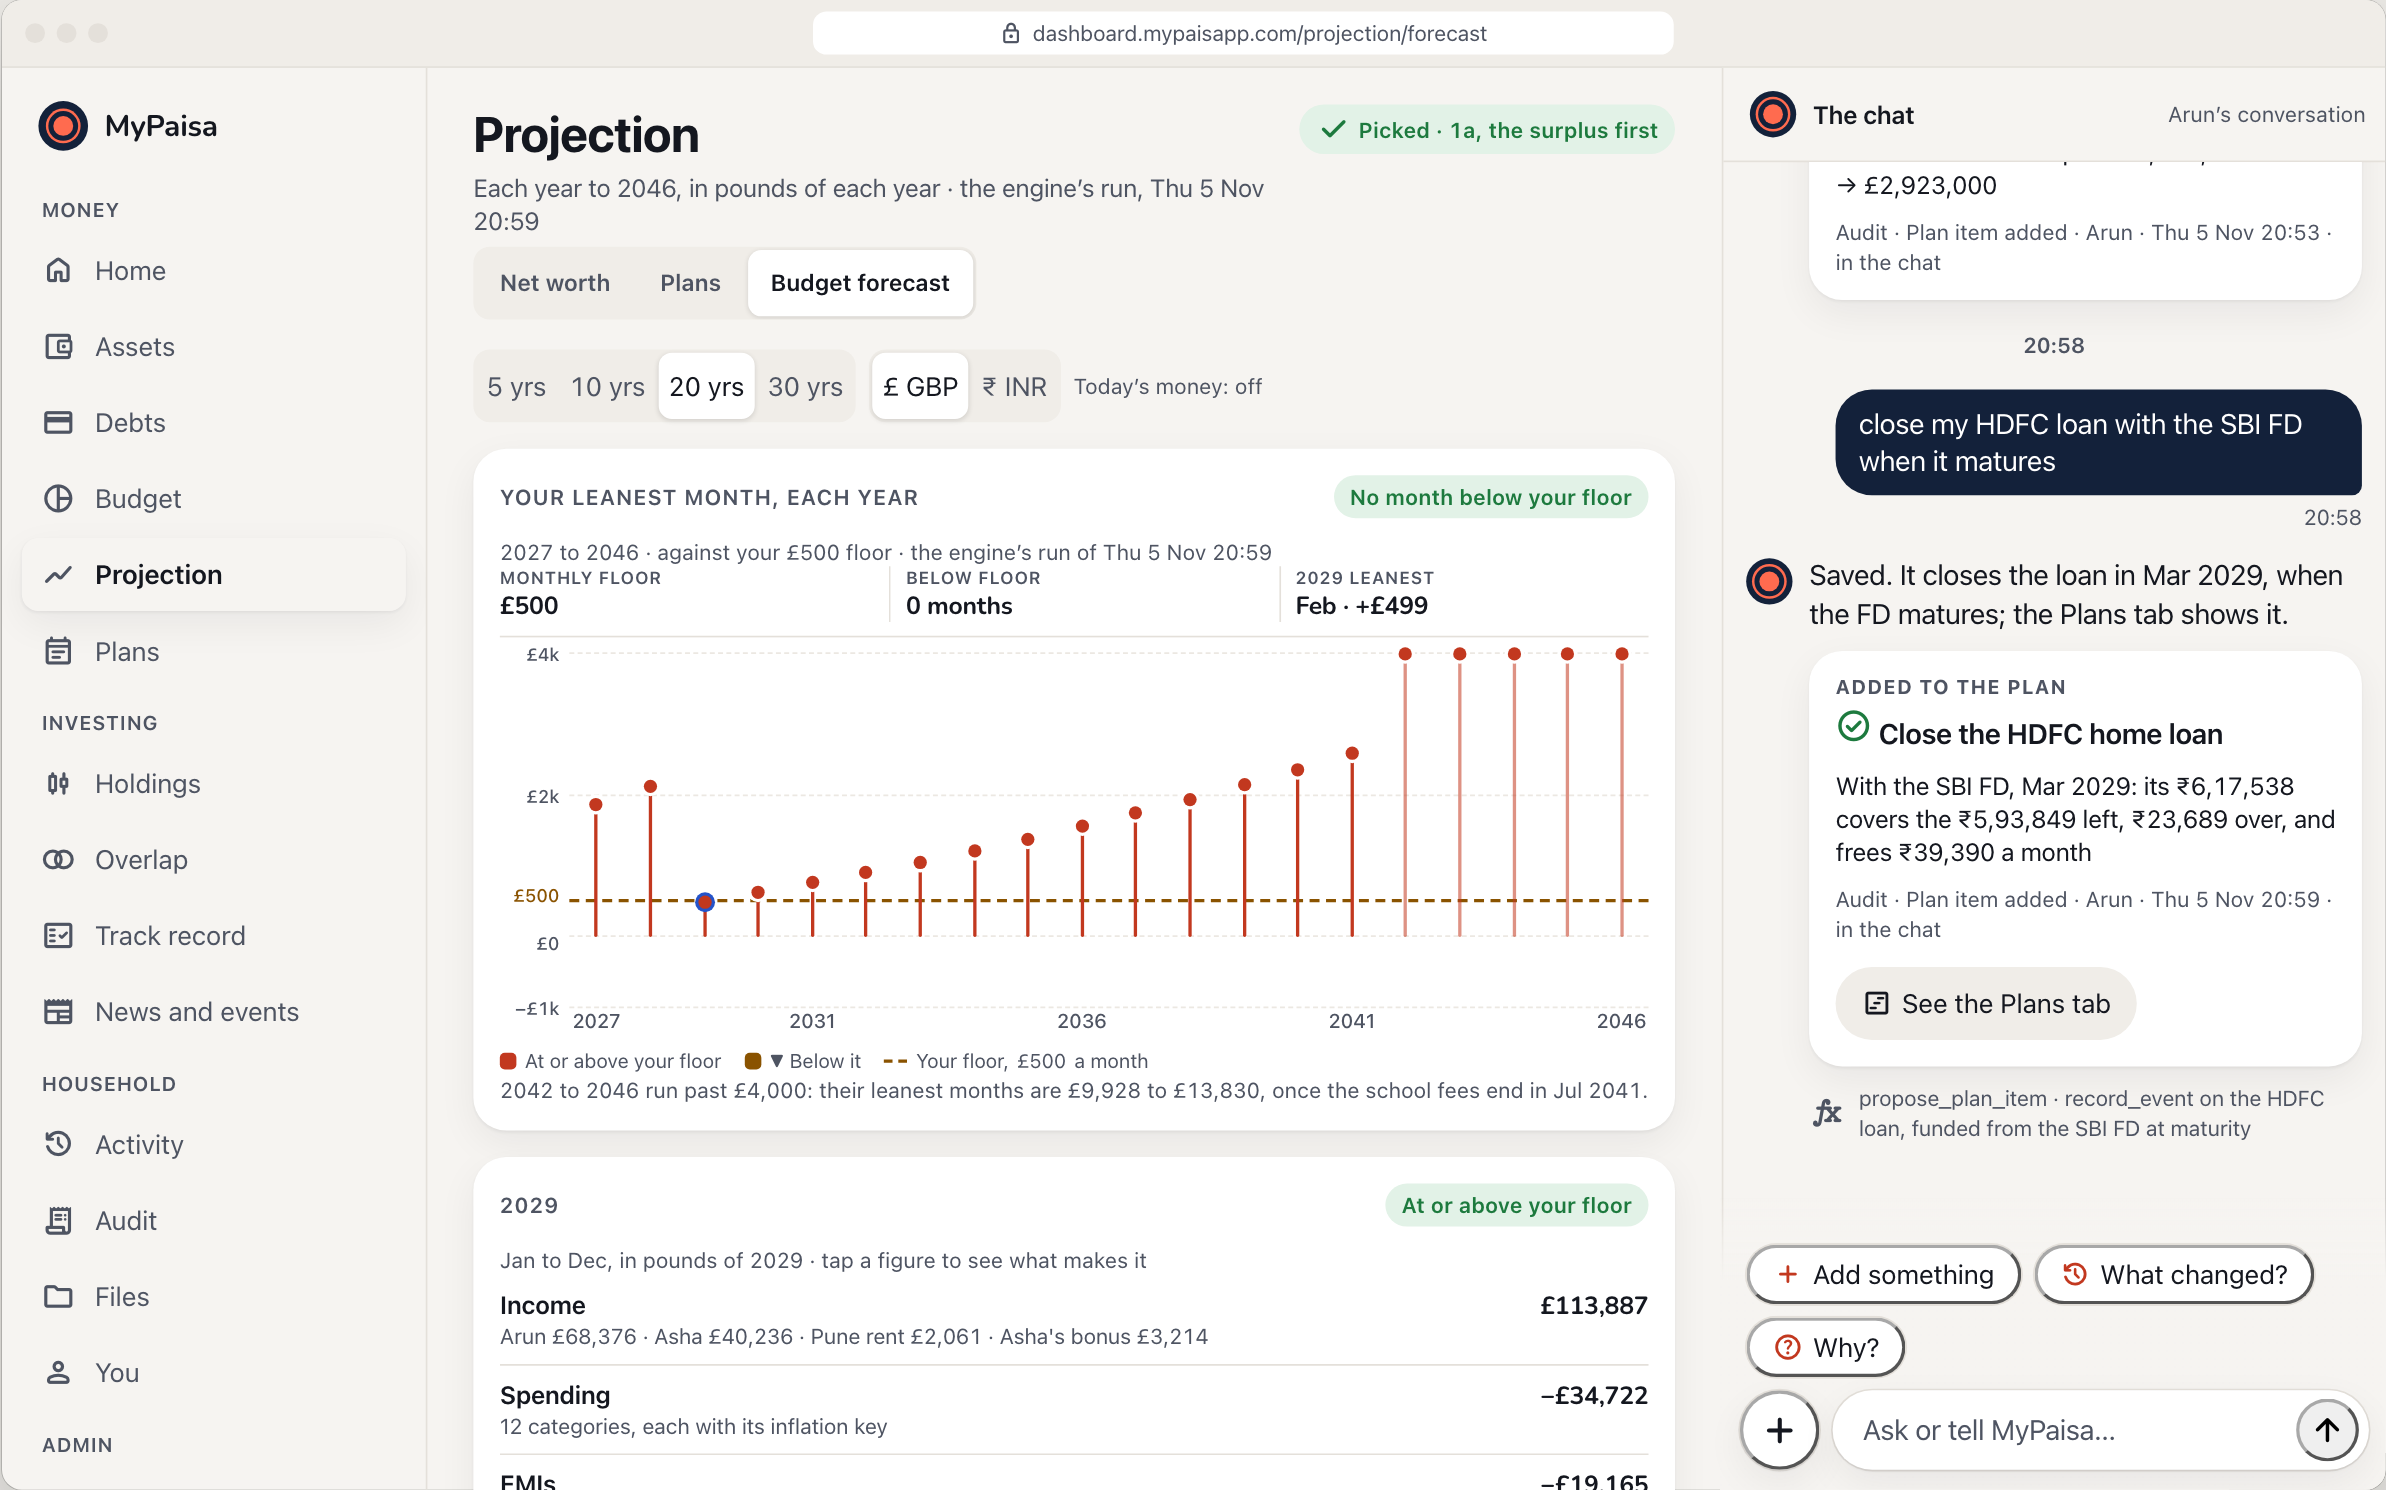 dashboard.mypaisapp.com/projection/forecast
MyPaisa
MONEY
Home
Assets
Debts
Budget
Projection
Plans
INVESTING
Holdings
Overlap
Track record
News and events
HOUSEHOLD
Activity
Audit
Files
You
ADMIN
Projection
Picked · 1a, the surplus first
Each year to 2046, in pounds of each year · the engine’s run, Thu 5 Nov
20:59
Net worth Plans Budget forecast
5 yrs 10 yrs 20 yrs 30 yrs £ GBP ₹ INR Today’s money: off
YOUR LEANEST MONTH, EACH YEAR
No month below your floor
2027 to 2046 · against your £500 floor · the engine’s run of Thu 5 Nov 20:59
MONTHLY FLOOR
£500
BELOW FLOOR
0 months
2029 LEANEST
Feb · +£499
£4k
£2k
£500
£0
−£1k
2027 2031 2036 2041 2046
At or above your floor ▼ Below it Your floor, £500 a month
2042 to 2046 run past £4,000: their leanest months are £9,928 to £13,830, once the school fees end in Jul 2041.
2029
At or above your floor
Jan to Dec, in pounds of 2029 · tap a figure to see what makes it
Income £113,887
Arun £68,376 · Asha £40,236 · Pune rent £2,061 · Asha's bonus £3,214
Spending −£34,722
12 categories, each with its inflation key
EMIs −£19,165
The chat
Arun’s conversation
→ £2,923,000
Audit · Plan item added · Arun · Thu 5 Nov 20:53 ·
in the chat
20:58
close my HDFC loan with the SBI FD
when it matures
20:58
Saved. It closes the loan in Mar 2029, when
the FD matures; the Plans tab shows it.
ADDED TO THE PLAN
Close the HDFC home loan
With the SBI FD, Mar 2029: its ₹6,17,538
covers the ₹5,93,849 left, ₹23,689 over, and
frees ₹39,390 a month
Audit · Plan item added · Arun · Thu 5 Nov 20:59 ·
in the chat
See the Plans tab
fx propose_plan_item · record_event on the HDFC
loan, funded from the SBI FD at maturity
Add something
What changed?
Why?
Ask or tell MyPaisa...